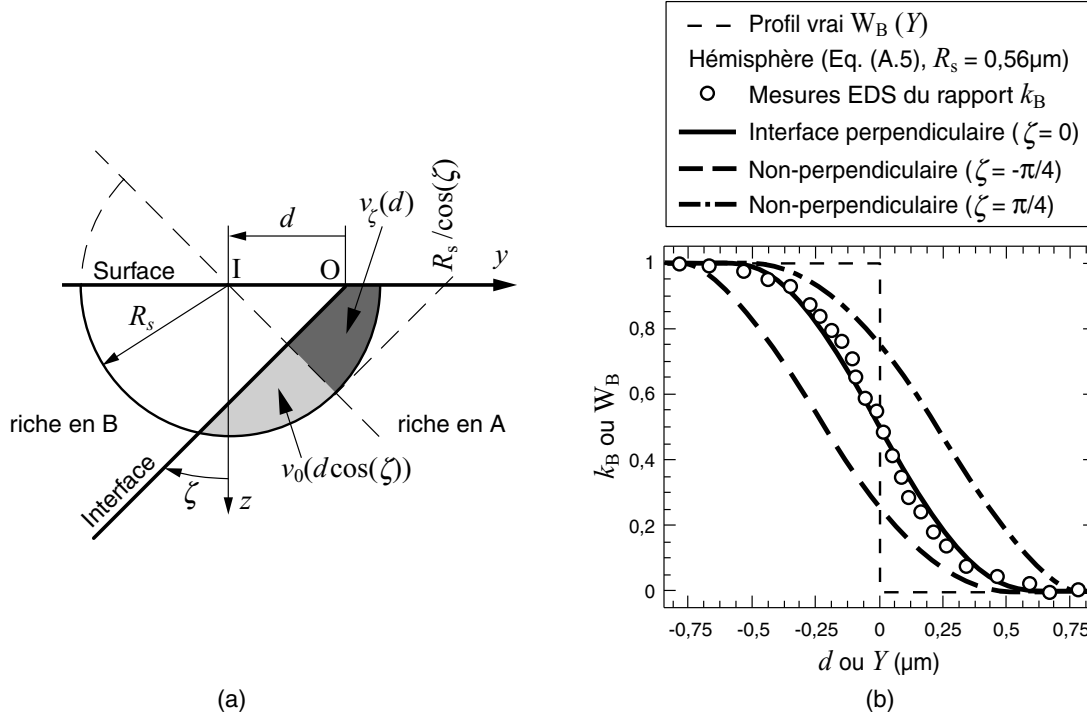 Surface
I
O
d
v_ζ(d)
R_s/cos(ζ)
y
R_s
riche en B
riche en A
v_0(dcos(ζ))
Interface
ζ
z
(a)
Profil vrai W_B (Y)
Hémisphère (Eq. (A.5), R_s = 0,56µm)
Mesures EDS du rapport k_B
Interface perpendiculaire (ζ = 0)
Non-perpendiculaire (ζ = -π/4)
Non-perpendiculaire (ζ = π/4)
k_B ou W_B
1
0,8
0,6
0,4
0,2
0
-0,75 -0,5 -0,25 0 0,25 0,5 0,75
d ou Y (µm)
(b)